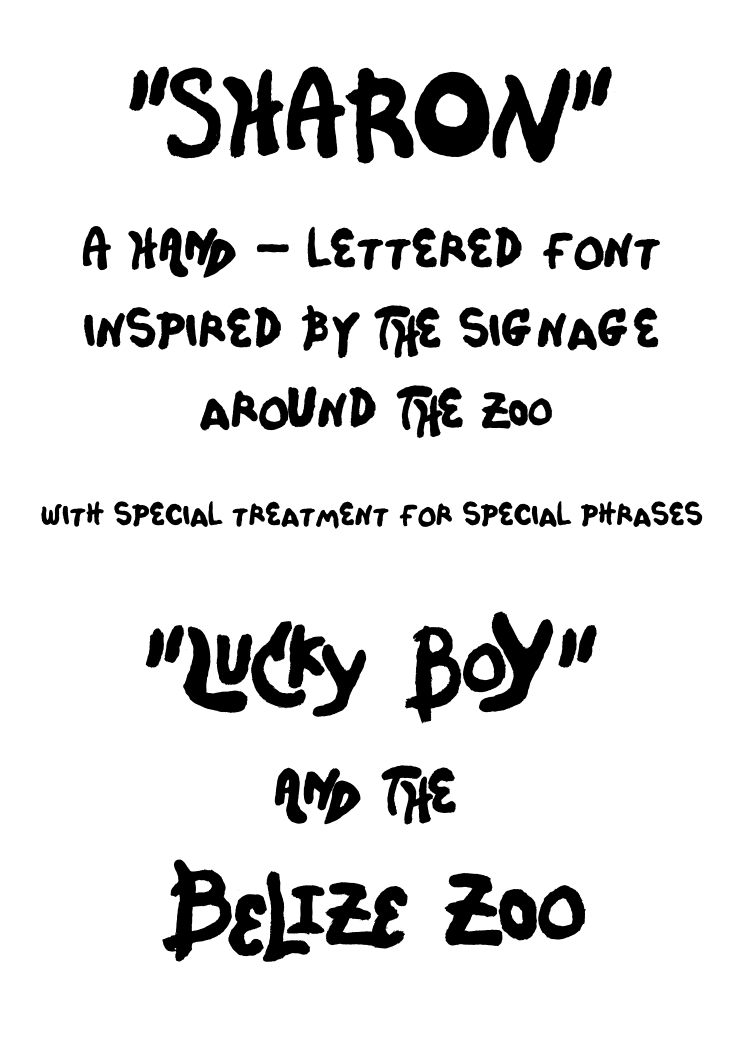 "SHARON"
A HAND – LETTERED FONT
INSPIRED BY THE SIGNAGE
AROUND THE ZOO
WITH SPECIAL TREATMENT FOR SPECIAL PHRASES
"LUCKY BOY"
AND THE
BELIZE ZOO